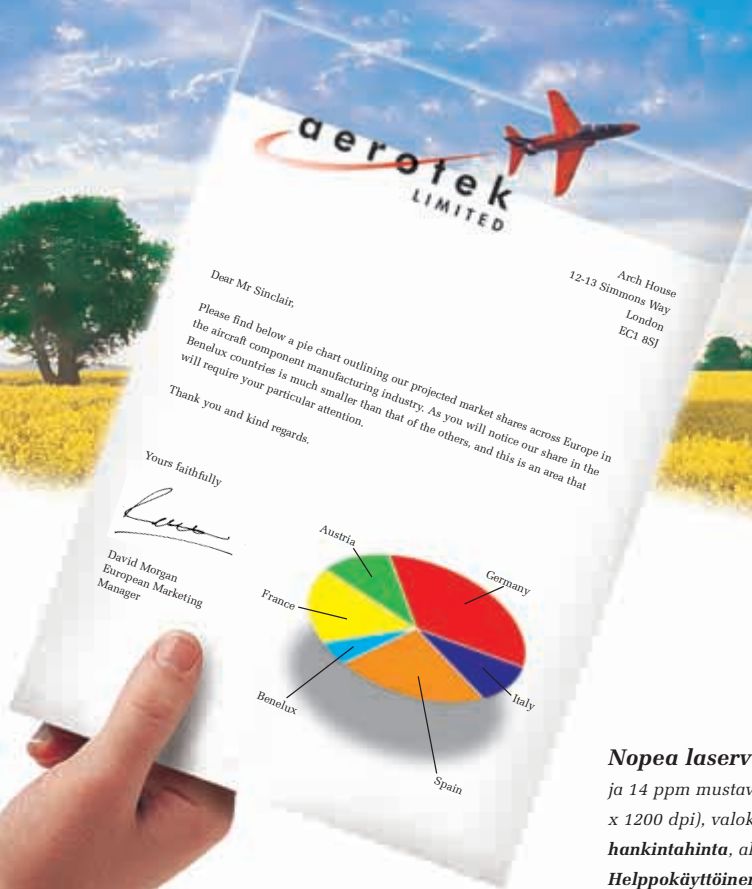 aerotek
LIMITED
Arch House
12-13 Simmons Way
London
EC1 8SJ
Dear Mr Sinclair,
Please find below a pie chart outlining our projected market shares across Europe in
the aircraft component manufacturing industry. As you will notice our share in the
Benelux countries is much smaller than that of the others, and this is an area that
will require your particular attention.
Thank you and kind regards.
Yours faithfully
David Morgan
European Marketing
Manager
Austria
Germany
France
Benelux
Italy
Spain
Nopea laserv
ja 14 ppm mustav
x 1200 dpi), valok
hankintahinta, al
Helppokäyttöinen